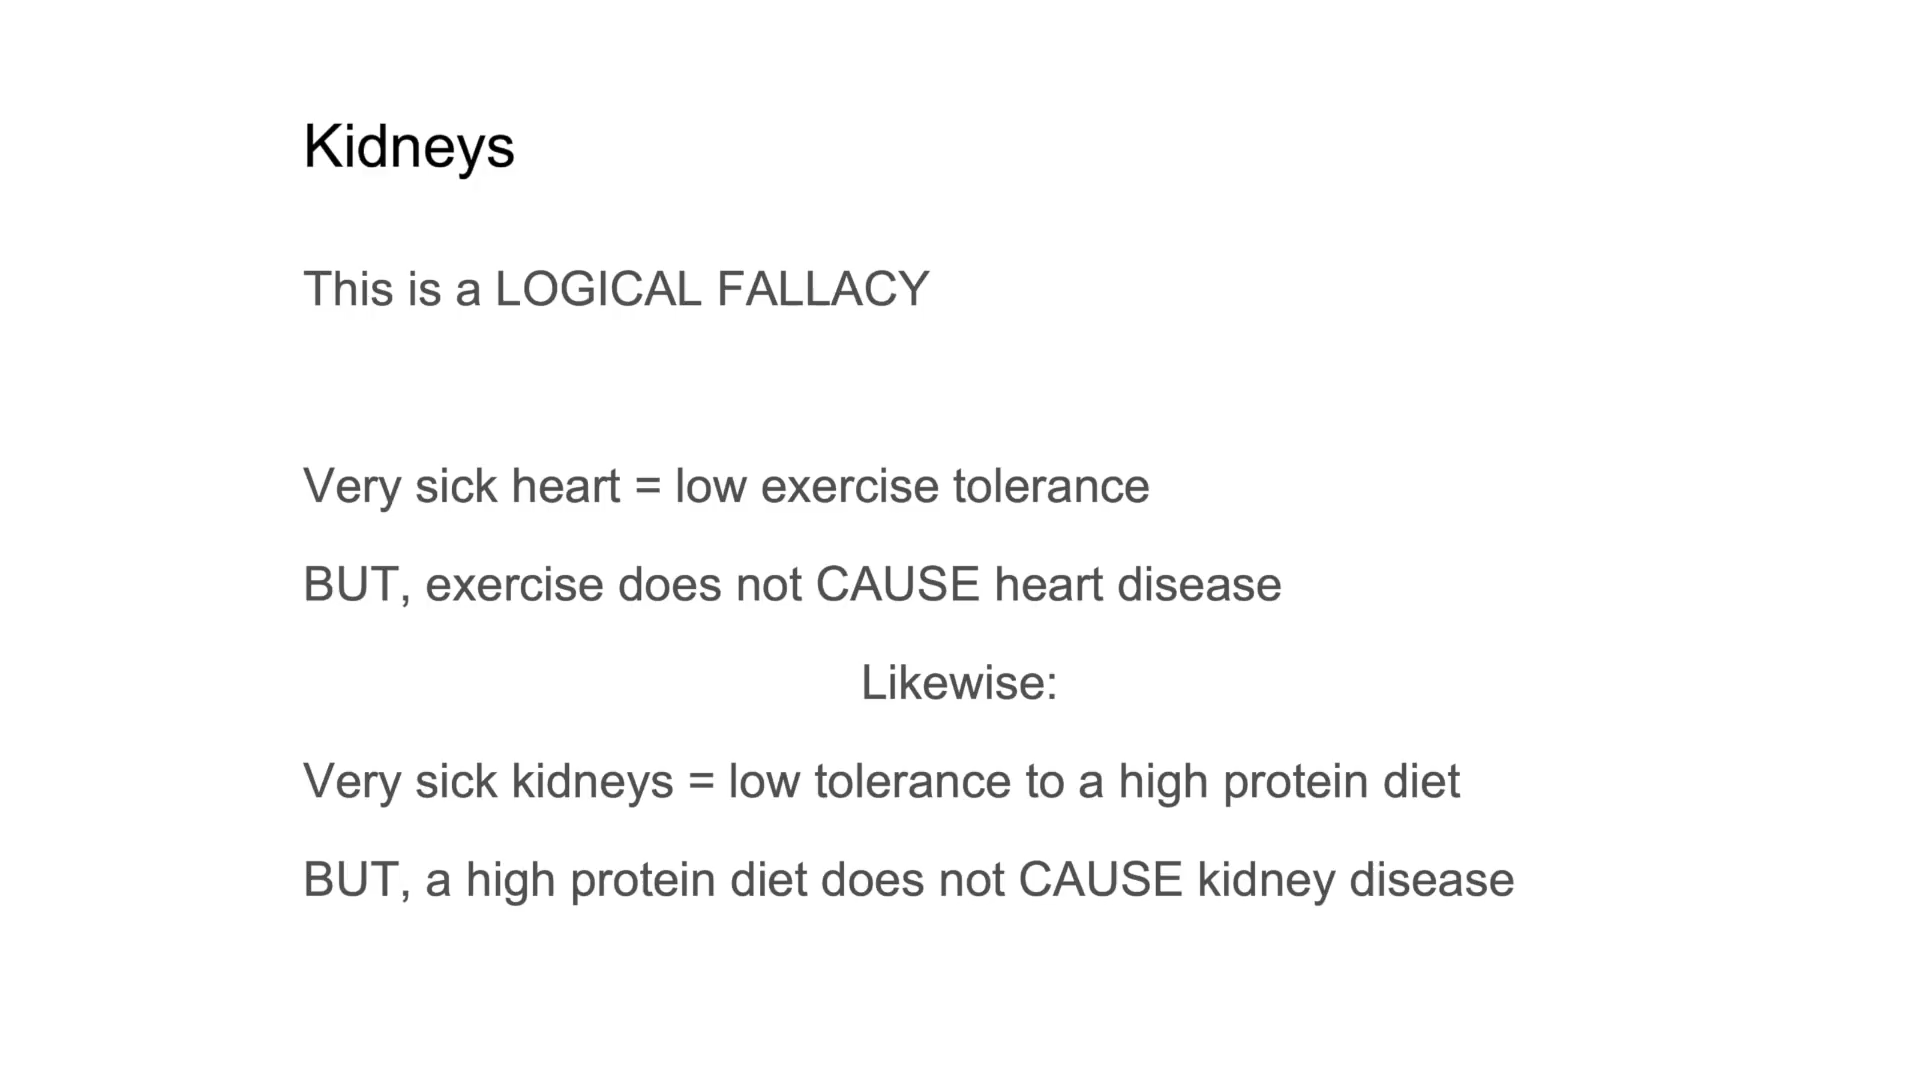 Kidneys
This is a LOGICAL FALLACY
Very sick heart = low exercise tolerance
BUT, exercise does not CAUSE heart disease
Likewise:
Very sick kidneys = low tolerance to a high protein diet
BUT, a high protein diet does not CAUSE kidney disease